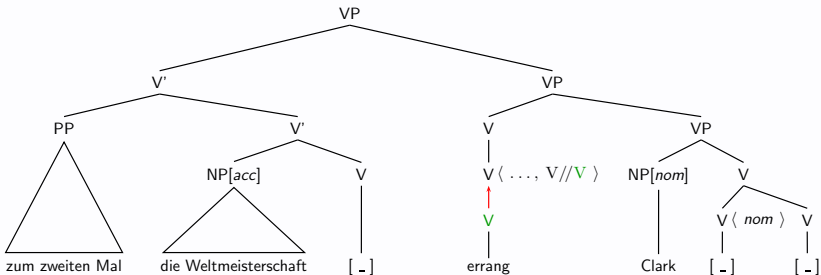 VP
V' VP
PP V' V VP
NP[acc] V V ⟨ …, V//V ⟩ NP[nom] V
V V ⟨ nom ⟩ V
zum zweiten Mal die Weltmeisterschaft [ _ ] errang Clark [ _ ] [ _ ]